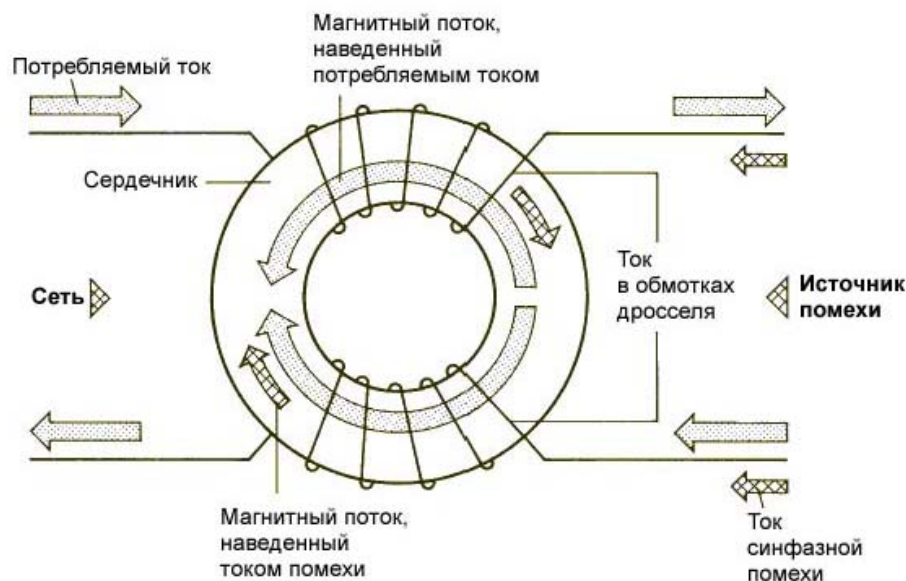 Магнитный поток,
наведенный
потребляемым током
Потребляемый ток
Сердечник
Сеть
Ток
в обмотках
дросселя
Источник
помехи
Магнитный поток,
наведенный
током помехи
Ток
синфазной
помехи